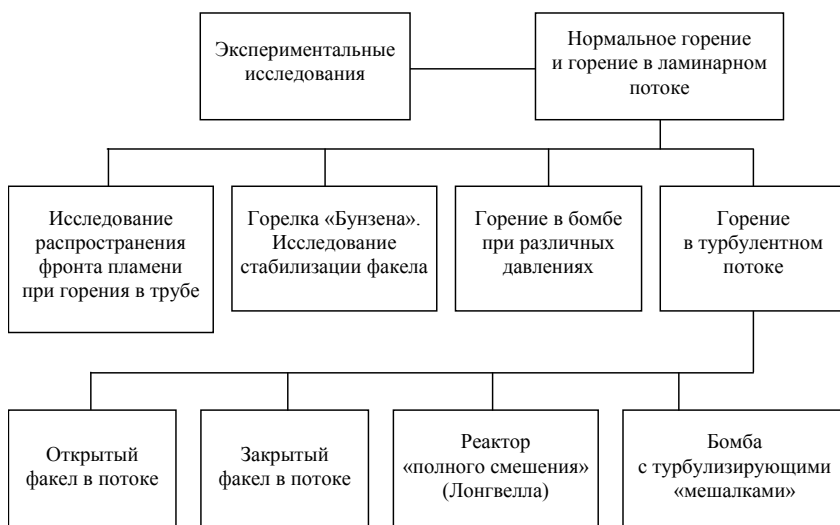 Экспериментальные
исследования
Нормальное горение
и горение в ламинарном
потоке
Исследование
распространения
фронта пламени
при горения в трубе
Горелка «Бунзена».
Исследование
стабилизации факела
Горение в бомбе
при различных
давлениях
Горение
в турбулентном
потоке
Открытый
факел в потоке
Закрытый
факел в потоке
Реактор
«полного смешения»
(Лонгвелла)
Бомба
с турбулизирующими
«мешалками»